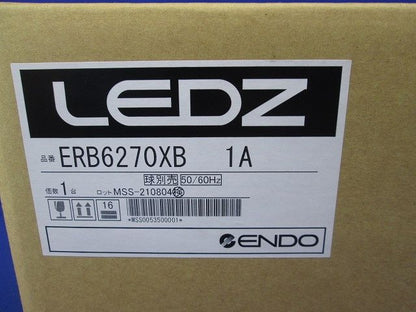 LEDZ
品番 ERB6270XB 1A
球別売 50/60Hz
個数 1 台 ロット MSS-210804
16
*MSS0053500001*
ENDO